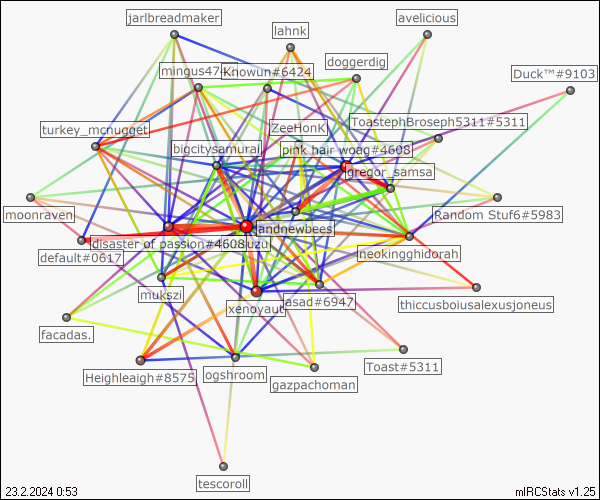 jarlbreadmaker
avelicious
lahnk
doggerdig
mingus474
Knowun#6424
Duck™#9103
ToastephBroseph5311#5311
turkey_mcnugget
ZeeHonK
bigcitysamurai
pink hair woag#4608
gregor_samsa
moonraven
Random Stuf6#5983
landnewbees
disaster of passion#4608
uzu
default#0617
neokingghidorah
mukszi
xenoyaut
asad#6947
thiccusboiusalexusjoneus
facadas.
Toast#5311
Heighleaigh#8575
ogshroom
gazpachoman
tescoroll
23.2.2024 0:53
mIRCStats v1.25